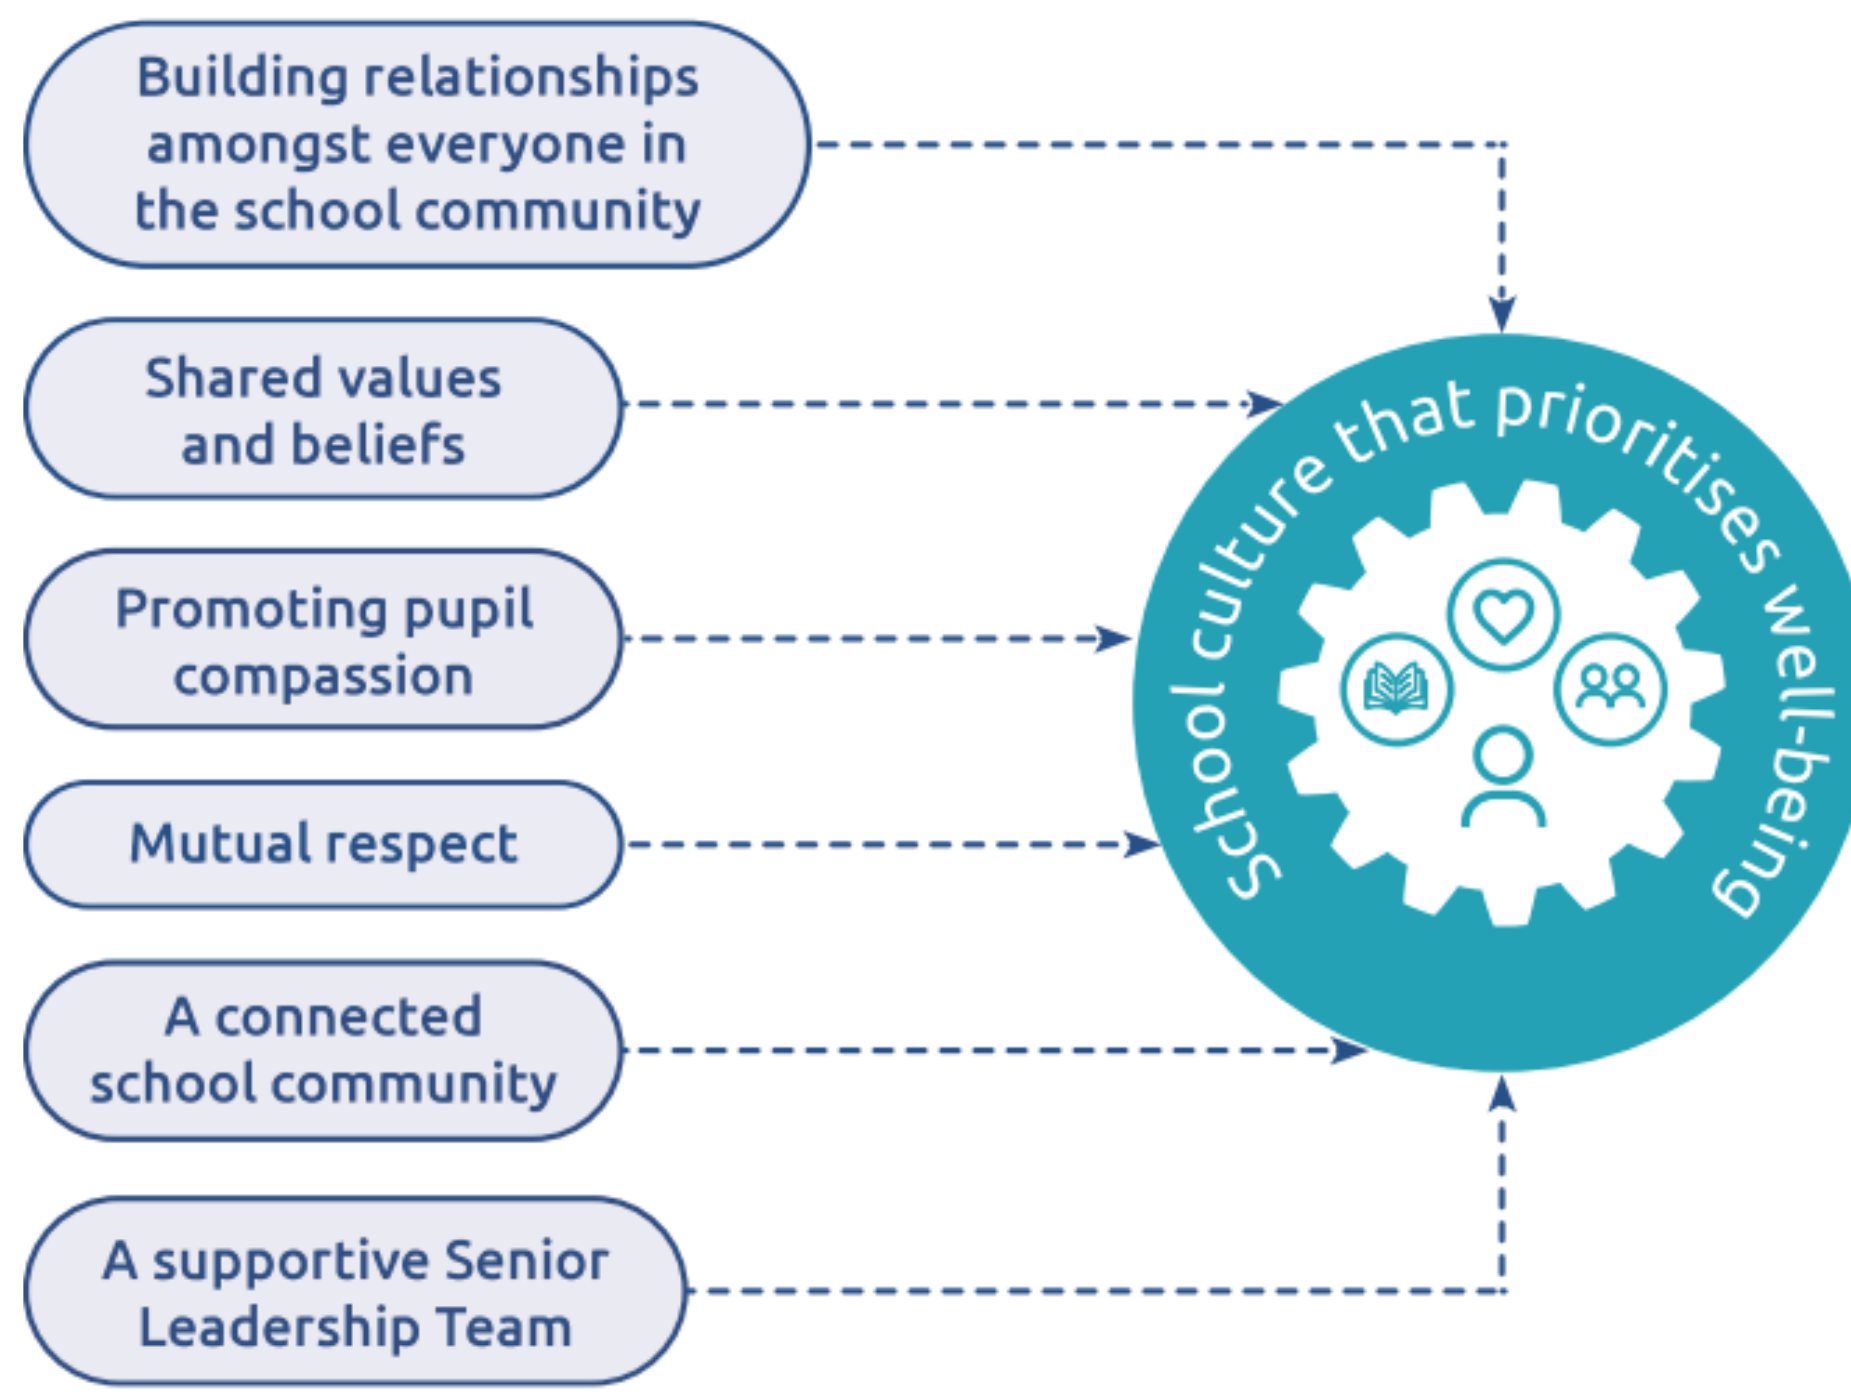 Building relationships
amongst everyone in
the school community
Shared values
and beliefs
Promoting pupil
compassion
Mutual respect
A connected
school community
A supportive Senior
Leadership Team
School culture that prioritises well-being